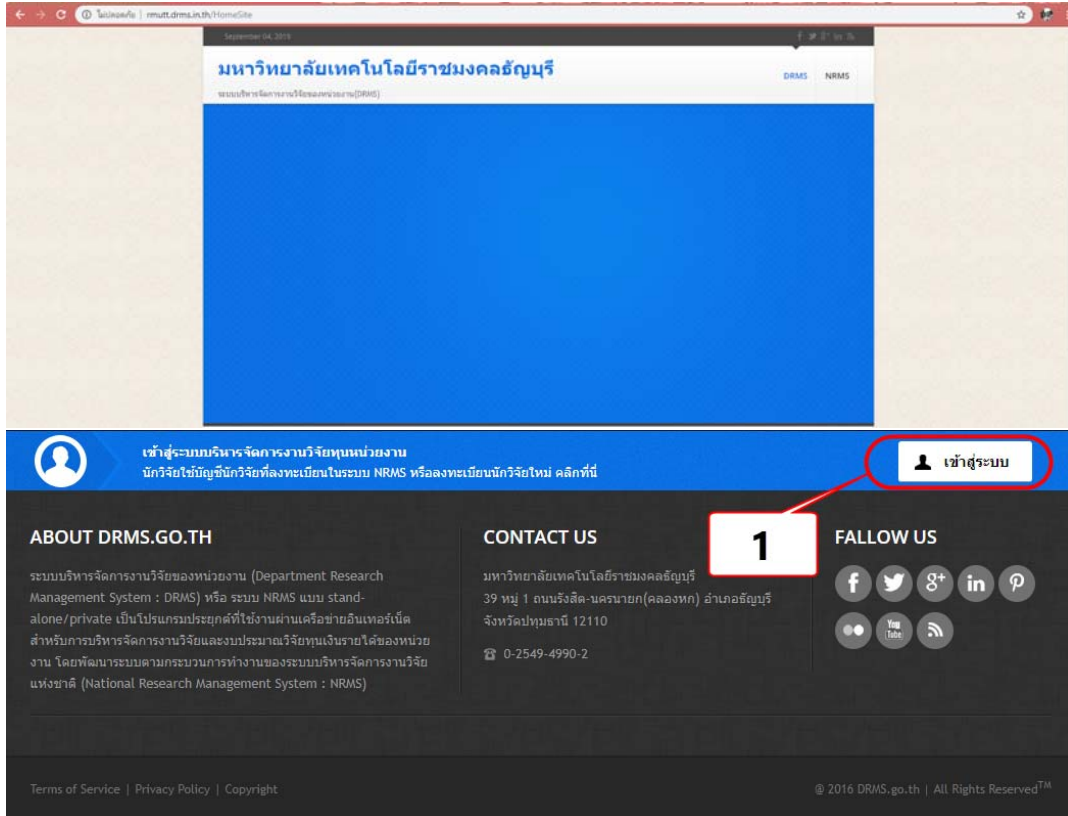 ไม่ปลอดภัย | rmutt.drms.in.th/HomeSite
September 04, 2019
มหาวิทยาลัยเทคโนโลยีราชมงคลธัญบุรี
ระบบบริหารจัดการงานวิจัยของหน่วยงาน(DRMS)
DRMS NRMS
เข้าสู่ระบบบริหารจัดการงานวิจัยทุนหน่วยงาน
นักวิจัยใช้บัญชีนักวิจัยที่ลงทะเบียนในระบบ NRMS หรือลงทะเบียนนักวิจัยใหม่ คลิกที่นี่
เข้าสู่ระบบ
1
ABOUT DRMS.GO.TH
ระบบบริหารจัดการงานวิจัยของหน่วยงาน (Department Research
Management System : DRMS) หรือ ระบบ NRMS แบบ stand-
alone/private เป็นโปรแกรมประยุกต์ที่ใช้งานผ่านเครือข่ายอินเทอร์เน็ต
สำหรับการบริหารจัดการงานวิจัยและงบประมาณวิจัยทุนเงินรายได้ของหน่วย
งาน โดยพัฒนาระบบตามกระบวนการทำงานของระบบบริหารจัดการงานวิจัย
แห่งชาติ (National Research Management System : NRMS)
CONTACT US
มหาวิทยาลัยเทคโนโลยีราชมงคลธัญบุรี
39 หมู่ 1 ถนนรังสิต-นครนายก(คลองหก) อำเภอธัญบุรี
จังหวัดปทุมธานี 12110
0-2549-4990-2
FALLOW US
You Tube
Terms of Service | Privacy Policy | Copyright
@ 2016 DRMS.go.th | All Rights Reserved™